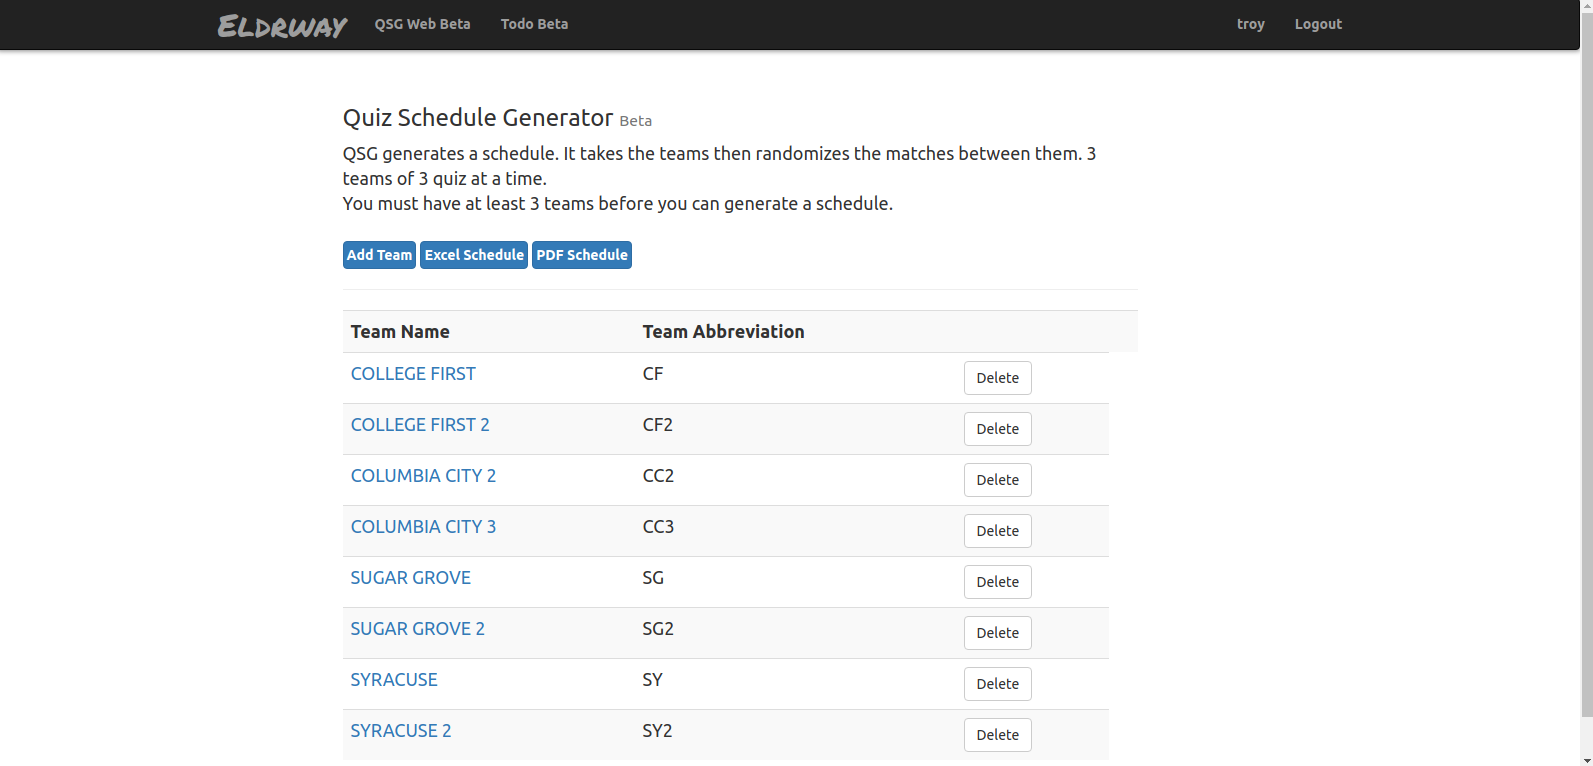 Eldrway QSG Web Beta Todo Beta troy Logout
Quiz Schedule Generator Beta
QSG generates a schedule. It takes the teams then randomizes the matches between them. 3
teams of 3 quiz at a time.
You must have at least 3 teams before you can generate a schedule.
Add Team Excel Schedule PDF Schedule
Team Name Team Abbreviation
COLLEGE FIRST CF Delete
COLLEGE FIRST 2 CF2 Delete
COLUMBIA CITY 2 CC2 Delete
COLUMBIA CITY 3 CC3 Delete
SUGAR GROVE SG Delete
SUGAR GROVE 2 SG2 Delete
SYRACUSE SY Delete
SYRACUSE 2 SY2 Delete